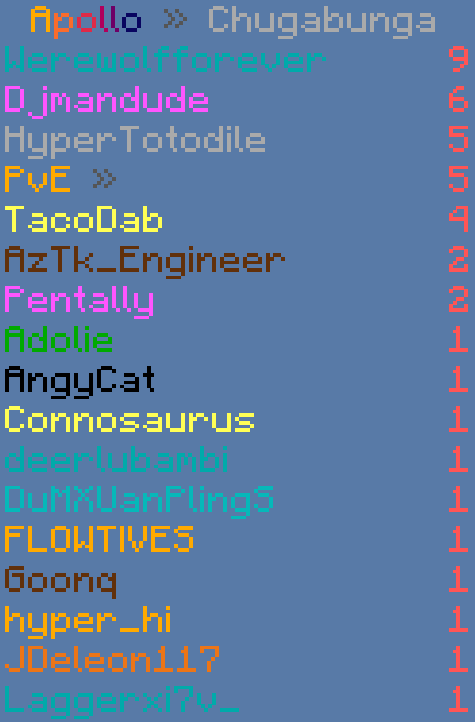 Apollo » Chugabunga
Werewolfforever 9
Djmandude 6
HyperTotodile 5
PvE » 5
TacoDab 4
AzTk_Engineer 2
Pentally 2
Adolie 1
AngyCat 1
Connosaurus 1
deerlubambi 1
DuMXVanPlingS 1
FLOWTIVES 1
Goonq 1
hyper_hi 1
JDeleon117 1
Laggerxi7v_ 1